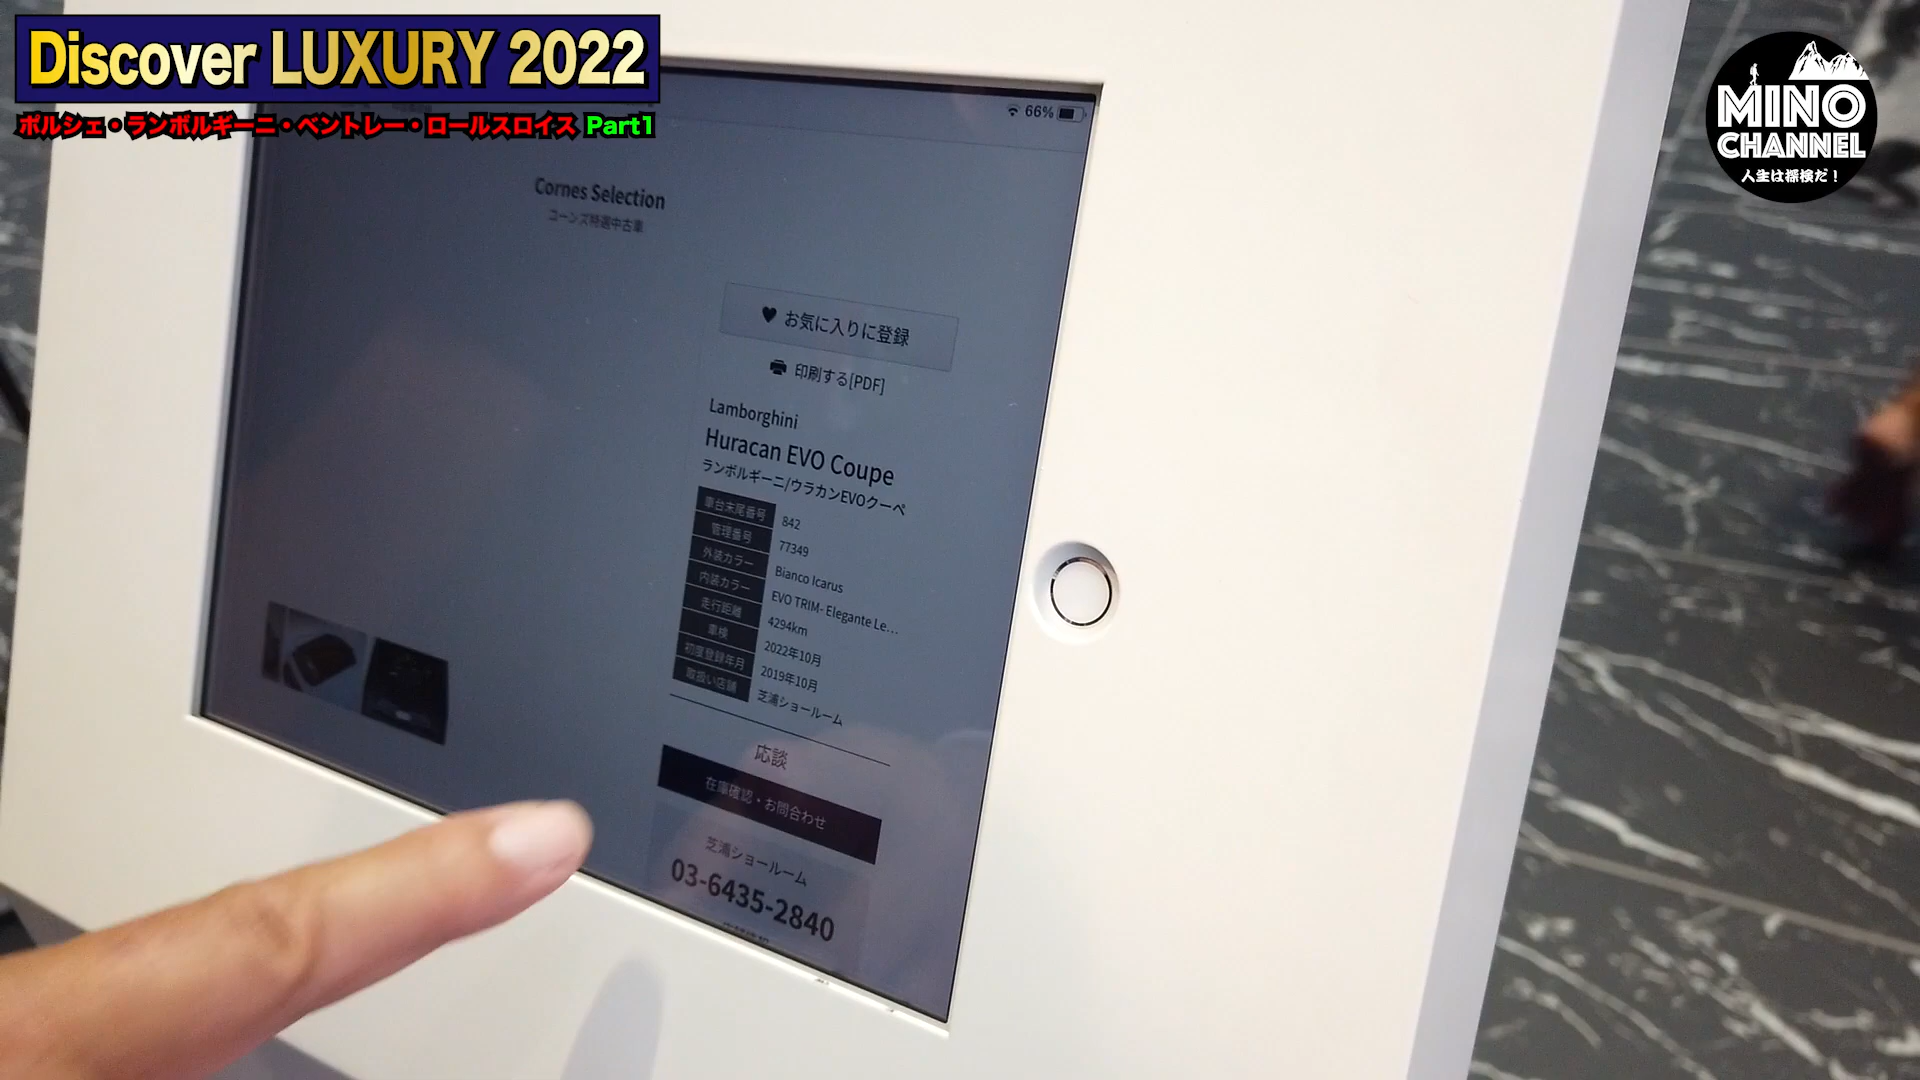 Discover LUXURY 2022
ポルシェ・ランボルギーニ・ベントレー・ロールスロイス Part1
MINO
CHANNEL
人生は探検だ！
66%
Cornes Selection
コーンズ特選中古車
お気に入りに登録
印刷する[PDF]
Lamborghini
Huracan EVO Coupe
ランボルギーニ/ウラカンEVOクーペ
車台末尾番号 842
管理番号 77349
外装カラー Bianco Icarus
内装カラー EVO TRIM- Elegante Le...
走行距離 4294km
車検 2022年10月
初度登録年月 2019年10月
取扱い店舗 芝浦ショールーム
応談
在庫確認・お問合わせ
芝浦ショールーム
03-6435-2840